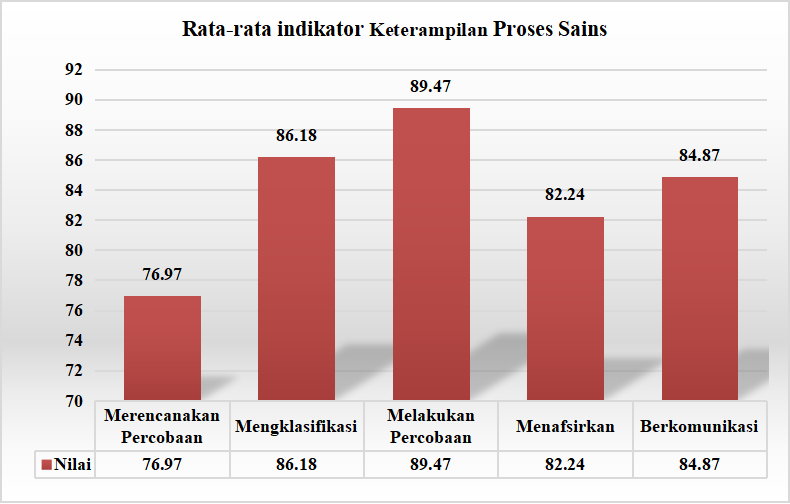 Rata-rata indikator Keterampilan Proses Sains
92
90
88
86
84
82
80
78
76
74
72
70
76.97
86.18
89.47
82.24
84.87
Merencanakan
Percobaan
Mengklasifikasi
Melakukan
Percobaan
Menafsirkan
Berkomunikasi
Nilai 76.97 86.18 89.47 82.24 84.87